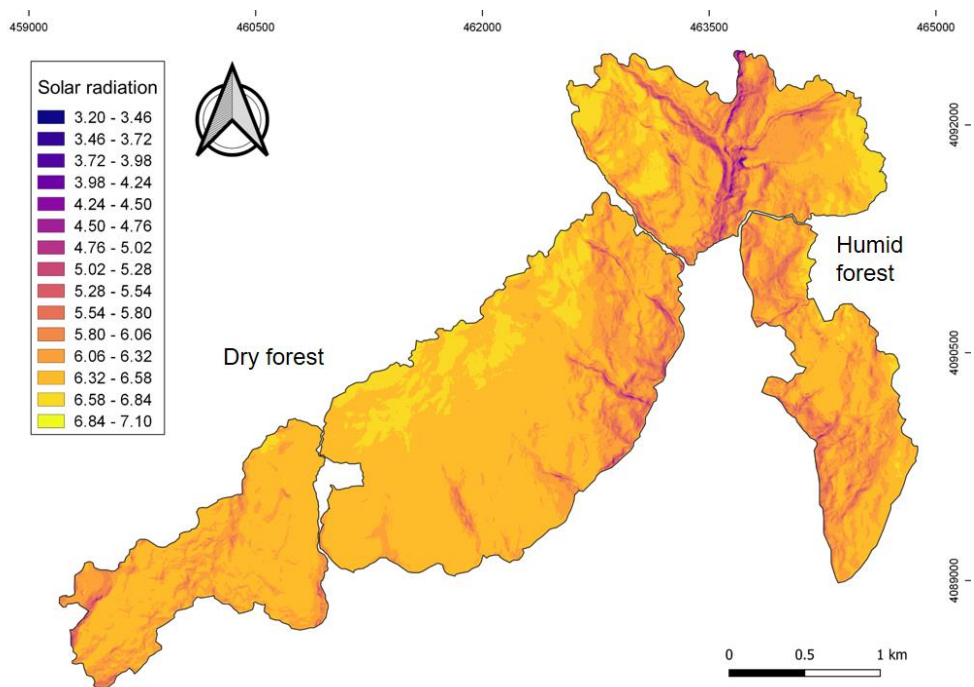 459000
460500
462000
463500
465000
Solar radiation
3.20 - 3.46
3.46 - 3.72
3.72 - 3.98
3.98 - 4.24
4.24 - 4.50
4.50 - 4.76
4.76 - 5.02
5.02 - 5.28
5.28 - 5.54
5.54 - 5.80
5.80 - 6.06
6.06 - 6.32
6.32 - 6.58
6.58 - 6.84
6.84 - 7.10
4092000
Humid
forest
Dry forest
4090500
4089000
0 0.5 1 km